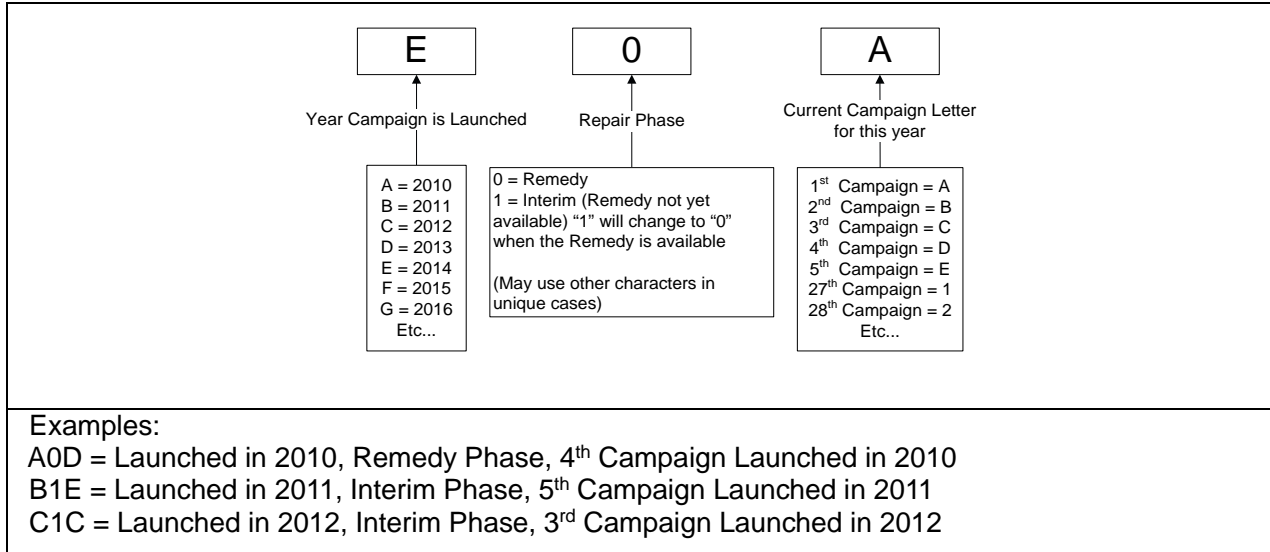 E
0
A
Year Campaign is Launched
Repair Phase
Current Campaign Letter
for this year
A = 2010
B = 2011
C = 2012
D = 2013
E = 2014
F = 2015
G = 2016
Etc...
0 = Remedy
1 = Interim (Remedy not yet
available) “1” will change to “0”
when the Remedy is available
(May use other characters in
unique cases)
1st Campaign = A
2nd Campaign = B
3rd Campaign = C
4th Campaign = D
5th Campaign = E
27th Campaign = 1
28th Campaign = 2
Etc...
Examples:
A0D = Launched in 2010, Remedy Phase, 4th Campaign Launched in 2010
B1E = Launched in 2011, Interim Phase, 5th Campaign Launched in 2011
C1C = Launched in 2012, Interim Phase, 3rd Campaign Launched in 2012